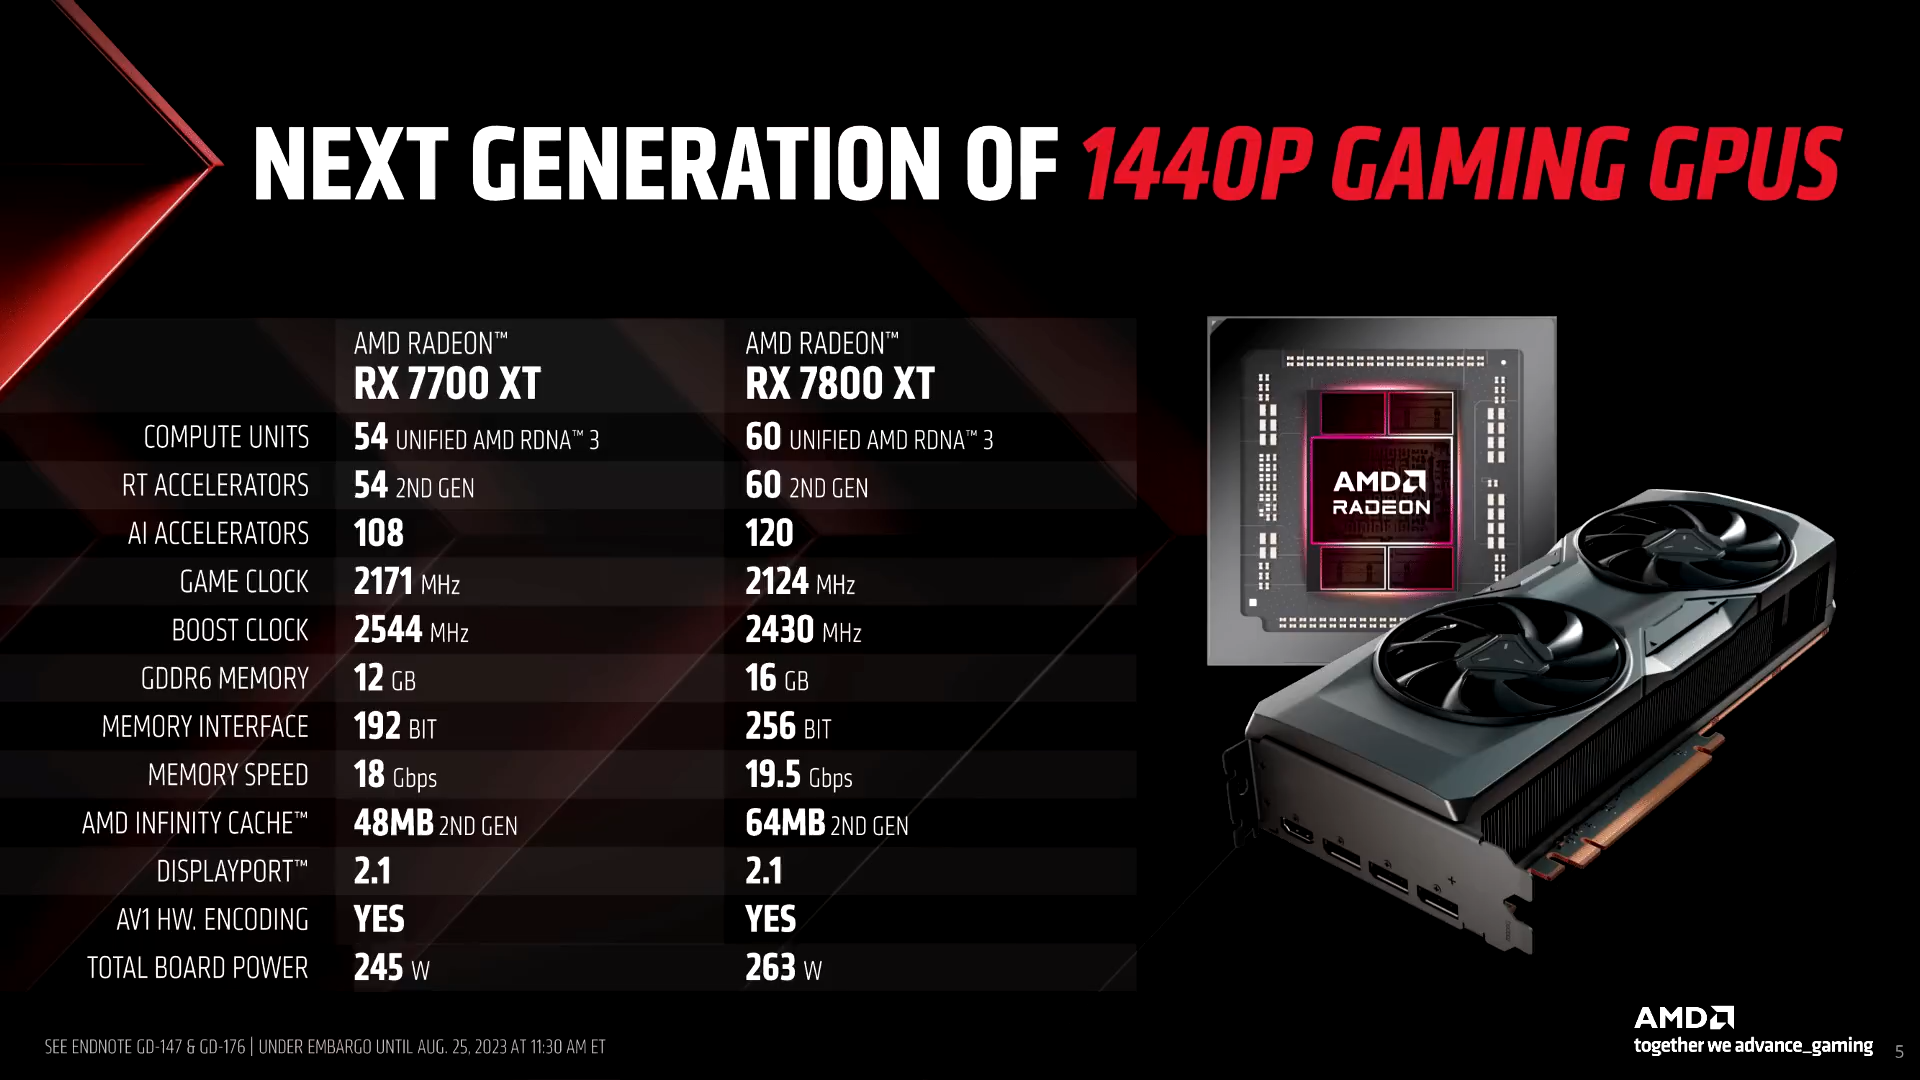 NEXT GENERATION OF 1440P GAMING GPUS
AMD RADEON™ AMD RADEON™
RX 7700 XT RX 7800 XT
COMPUTE UNITS 54 UNIFIED AMD RDNA™ 3 60 UNIFIED AMD RDNA™ 3
RT ACCELERATORS 54 2ND GEN 60 2ND GEN
AI ACCELERATORS 108 120
GAME CLOCK 2171 MHz 2124 MHz
BOOST CLOCK 2544 MHz 2430 MHz
GDDR6 MEMORY 12 GB 16 GB
MEMORY INTERFACE 192 BIT 256 BIT
MEMORY SPEED 18 Gbps 19.5 Gbps
AMD INFINITY CACHE™ 48MB 2ND GEN 64MB 2ND GEN
DISPLAYPORT™ 2.1 2.1
AV1 HW. ENCODING YES YES
TOTAL BOARD POWER 245 W 263 W
AMD
RADEON
SEE ENDNOTE GD-147 & GD-176 | UNDER EMBARGO UNTIL AUG. 25, 2023 AT 11:30 AM ET
AMD
together we advance_gaming
5